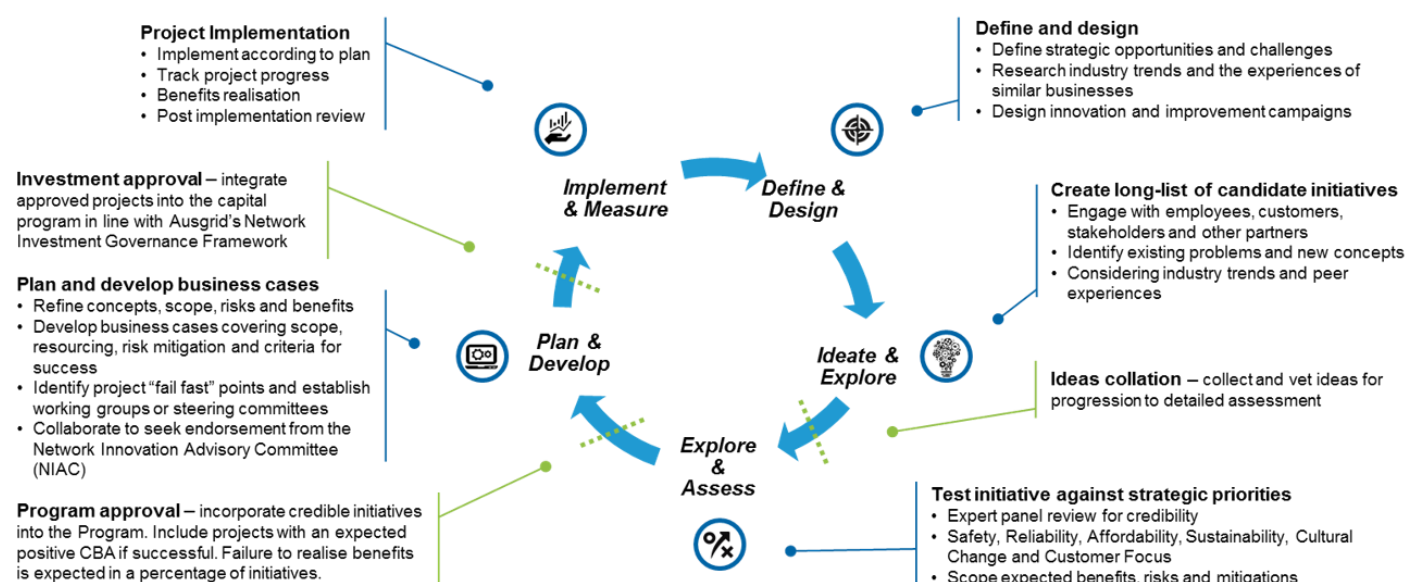 Project Implementation
• Implement according to plan
• Track project progress
• Benefits realisation
• Post implementation review
Define and design
• Define strategic opportunities and challenges
• Research industry trends and the experiences of
similar businesses
• Design innovation and improvement campaigns
Implement
& Measure
Define &
Design
Investment approval – integrate
approved projects into the capital
program in line with Ausgrid's Network
Investment Governance Framework
Create long-list of candidate initiatives
• Engage with employees, customers,
stakeholders and other partners
• Identify existing problems and new concepts
• Considering industry trends and peer
experiences
Plan and develop business cases
• Refine concepts, scope, risks and benefits
• Develop business cases covering scope,
resourcing, risk mitigation and criteria for
success
• Identify project "fail fast" points and establish
working groups or steering committees
• Collaborate to seek endorsement from the
Network Innovation Advisory Committee
(NIAC)
Plan &
Develop
Ideate &
Explore
Ideas collation – collect and vet ideas for
progression to detailed assessment
Explore
&
Assess
Program approval – incorporate credible initiatives
into the Program. Include projects with an expected
positive CBA if successful. Failure to realise benefits
is expected in a percentage of initiatives.
Test initiative against strategic priorities
• Expert panel review for credibility
• Safety, Reliability, Affordability, Sustainability, Cultural
Change and Customer Focus
• Scope expected benefits, risks and mitigations